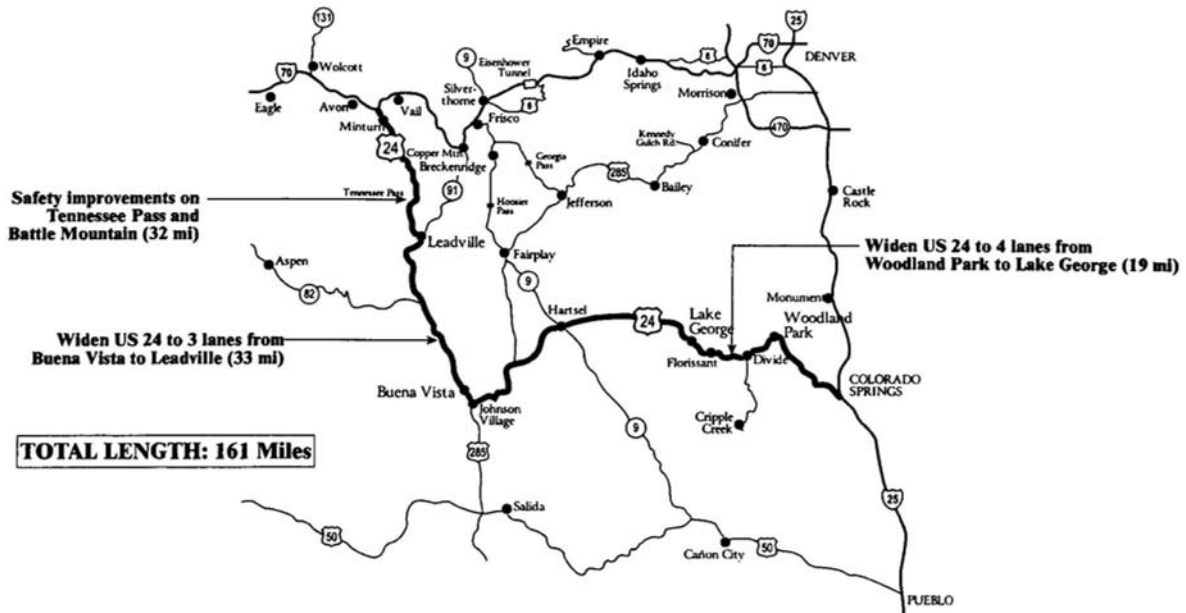 131
25
9
Empire
70
6
DENVER
Eisenhower
Tunnel
Wolcott
70
Idaho
Springs
6
Silver-
thorne
Morrison
Eagle
Avon
Vail
6
Minturn
Frisco
470
24
Copper Mtn
Breckenridge
Georgia
Pass
Kennedy
Gulch Rd.
Conifer
285
Bailey
Safety improvements on
Tennessee Pass and
Battle Mountain (32 mi)
Tennessee Pass
91
Hoosier
Pass
Jefferson
Castle
Rock
Leadville
Fairplay
Widen US 24 to 4 lanes from
Woodland Park to Lake George (19 mi)
Aspen
82
9
Monument
Hartsel
24
Lake
George
Woodland
Park
Widen US 24 to 3 lanes from
Buena Vista to Leadville (33 mi)
Florissant
Divide
Buena Vista
Johnson
Village
COLORADO
SPRINGS
Cripple
Creek
TOTAL LENGTH: 161 Miles
285
9
25
Salida
50
Cañon City
50
PUEBLO